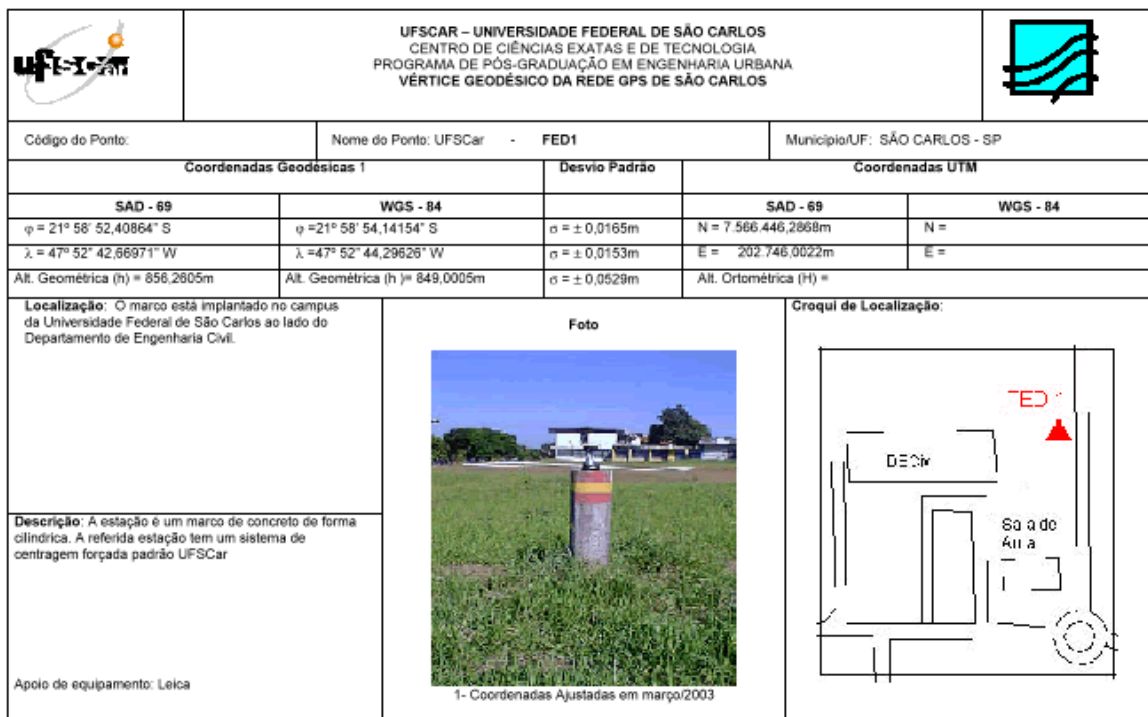 ufscar
UFSCAR – UNIVERSIDADE FEDERAL DE SÃO CARLOS
CENTRO DE CIÊNCIAS EXATAS E DE TECNOLOGIA
PROGRAMA DE PÓS-GRADUAÇÃO EM ENGENHARIA URBANA
VÉRTICE GEODÉSICO DA REDE GPS DE SÃO CARLOS
Código do Ponto:
Nome do Ponto: UFSCar - FED1
Município/UF: SÃO CARLOS - SP
Coordenadas Geodésicas 1
Desvio Padrão
Coordenadas UTM
SAD - 69
WGS - 84
SAD - 69
WGS - 84
φ = 21º 58' 52,40864" S
φ =21º 58' 54,14154" S
σ = ± 0,0165m
N = 7.566.446,2868m
N =
λ = 47º 52" 42,66971" W
λ =47º 52" 44,29626" W
σ = ± 0,0153m
E = 202.746,0022m
E =
Alt. Geométrica (h) = 856,2605m
Alt. Geométrica (h )= 849,0005m
σ = ± 0,0529m
Alt. Ortométrica (H) =
Localização: O marco está implantado no campus
da Universidade Federal de São Carlos ao lado do
Departamento de Engenharia Civil.
Descrição: A estação é um marco de concreto de forma
cilíndrica. A referida estação tem um sistema de
centragem forçada padrão UFSCar
Apoio de equipamento: Leica
Foto
1- Coordenadas Ajustadas em março/2003
Croqui de Localização:
FED 1
DECiv
Sala de
Aula